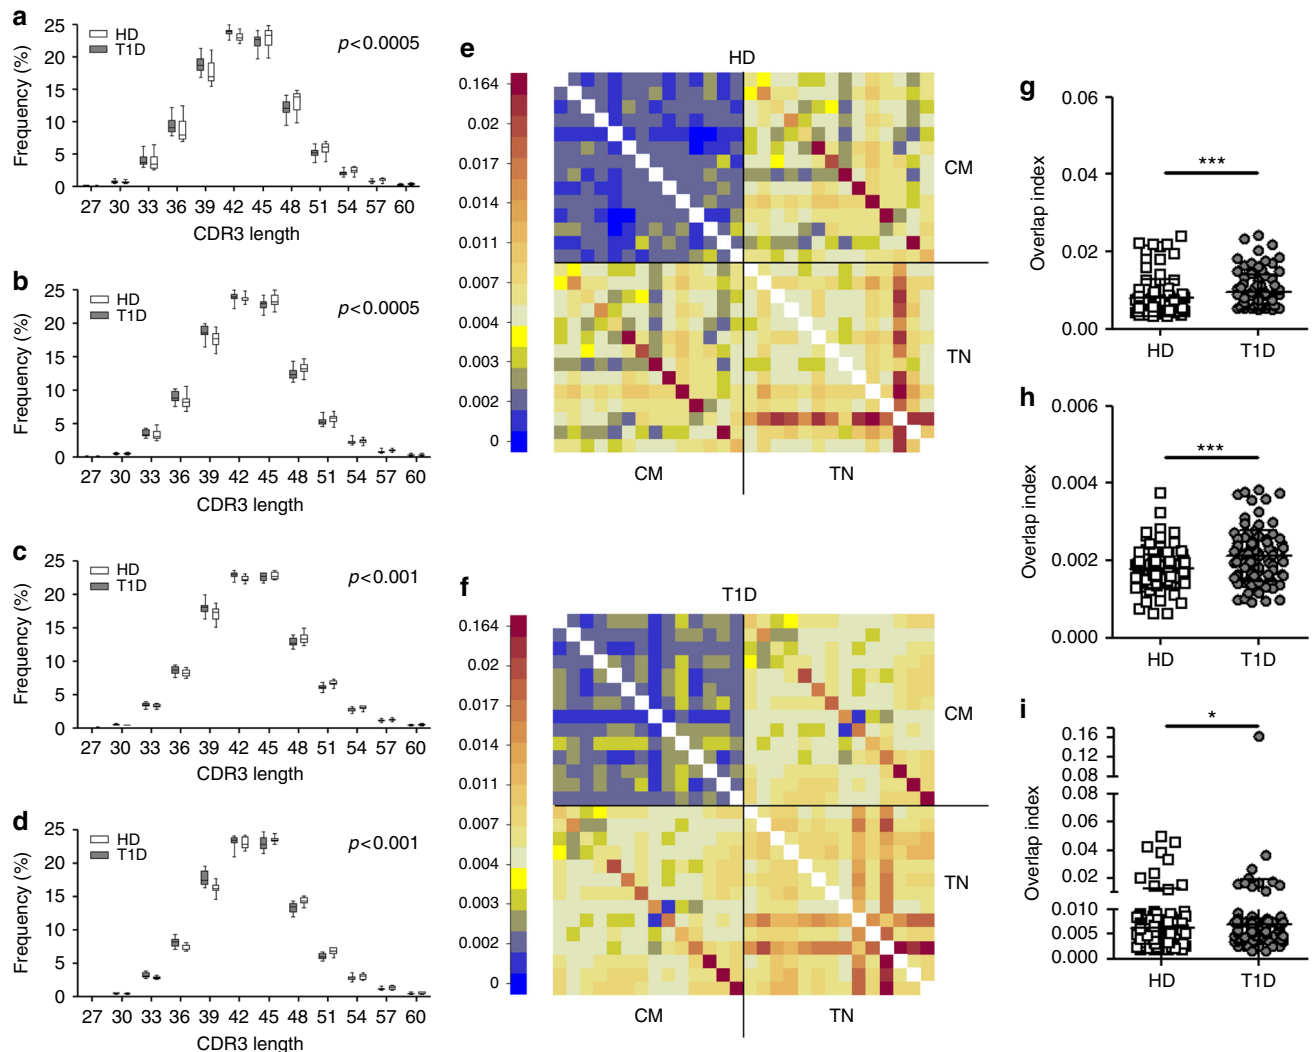 a
25
20
15
10
5
0
Frequency (%)
HD
T1D
p<0.0005
27 30 33 36 39 42 45 48 51 54 57 60
CDR3 length
b
25
20
15
10
5
0
Frequency (%)
HD
T1D
p<0.0005
27 30 33 36 39 42 45 48 51 54 57 60
CDR3 length
c
25
20
15
10
5
0
Frequency (%)
HD
T1D
p<0.001
27 30 33 36 39 42 45 48 51 54 57 60
CDR3 length
d
25
20
15
10
5
0
Frequency (%)
HD
T1D
p<0.001
27 30 33 36 39 42 45 48 51 54 57 60
CDR3 length
e
HD
0.164
0.02
0.017
0.014
0.011
0.007
0.004
0.003
0.002
0
CM
TN
CM TN
f
T1D
0.164
0.02
0.017
0.014
0.011
0.007
0.004
0.003
0.002
0
CM
TN
CM TN
g
0.06
0.04
0.02
0.00
Overlap index
***
HD T1D
h
0.006
0.004
0.002
0.000
Overlap index
***
HD T1D
i
0.16
0.12
0.08
0.08
0.06
0.04
0.02
0.010
0.005
0.000
Overlap index
*
HD T1D